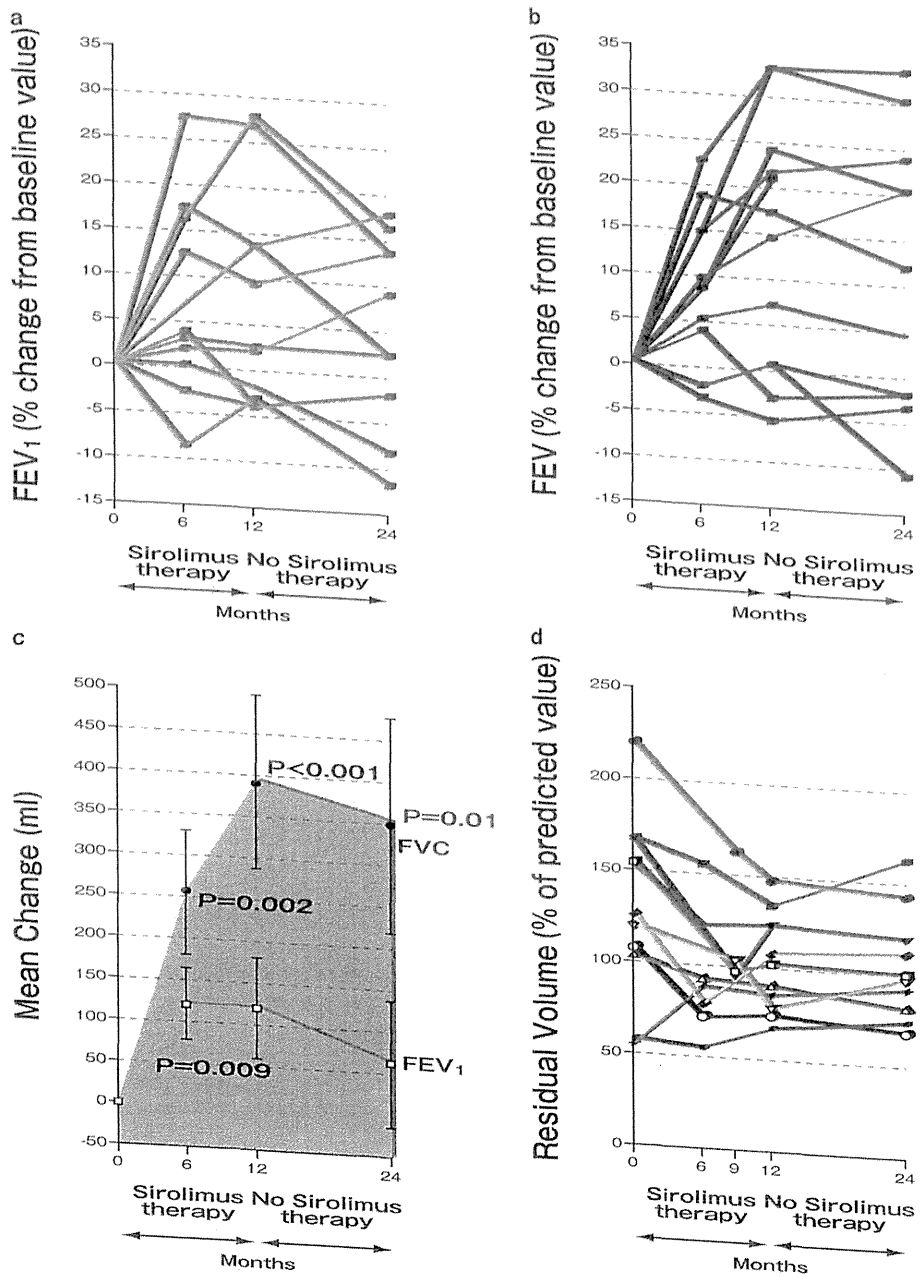 a
FEV₁ (% change from baseline value)
35
30
25
20
15
10
5
0
-5
-10
-15
0
6
12
24
Sirolimus therapy
No Sirolimus therapy
Months
b
FEV (% change from baseline value)
35
30
25
20
15
10
5
0
-5
-10
-15
0
6
12
24
Sirolimus therapy
No Sirolimus therapy
Months
c
Mean Change (ml)
500
450
400
350
300
250
200
150
100
50
0
-50
P<0.001
P=0.01
FVC
P=0.002
P=0.009
FEV₁
0
6
12
24
Sirolimus therapy
No Sirolimus therapy
Months
d
Residual Volume (% of predicted value)
250
200
150
100
50
0
0
6
9
12
24
Sirolimus therapy
No Sirolimus therapy
Months